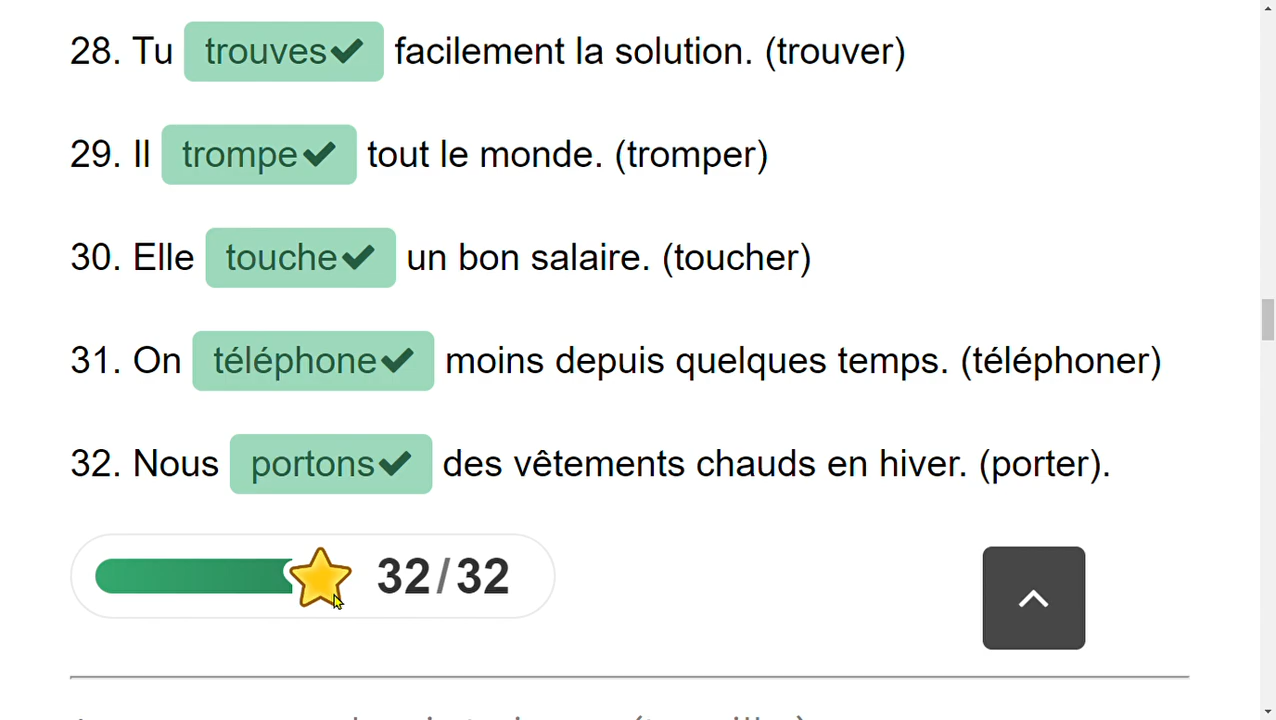 28. Tu trouves✔ facilement la solution. (trouver)
29. Il trompe✔ tout le monde. (tromper)
30. Elle touche✔ un bon salaire. (toucher)
31. On téléphone✔ moins depuis quelques temps. (téléphoner)
32. Nous portons✔ des vêtements chauds en hiver. (porter).
32/32